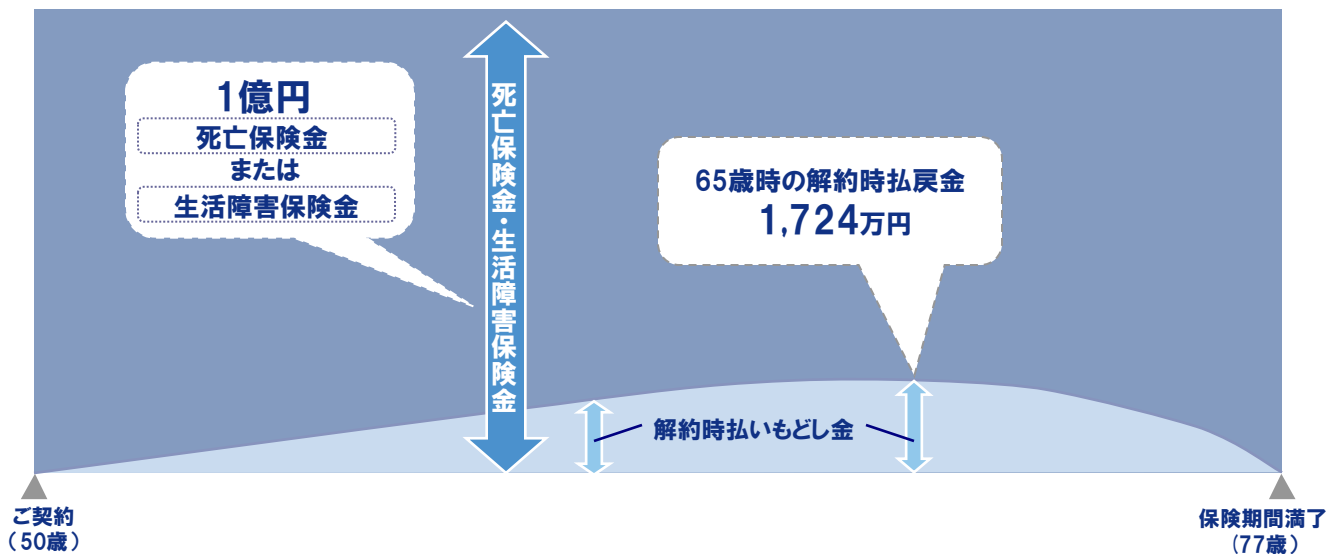 1億円
死亡保険金
または
生活障害保険金
死亡保険金・生活障害保険金
65歳時の解約時払戻金
1,724万円
解約時払いもどし金
ご契約
（50歳）
保険期間満了
（77歳）